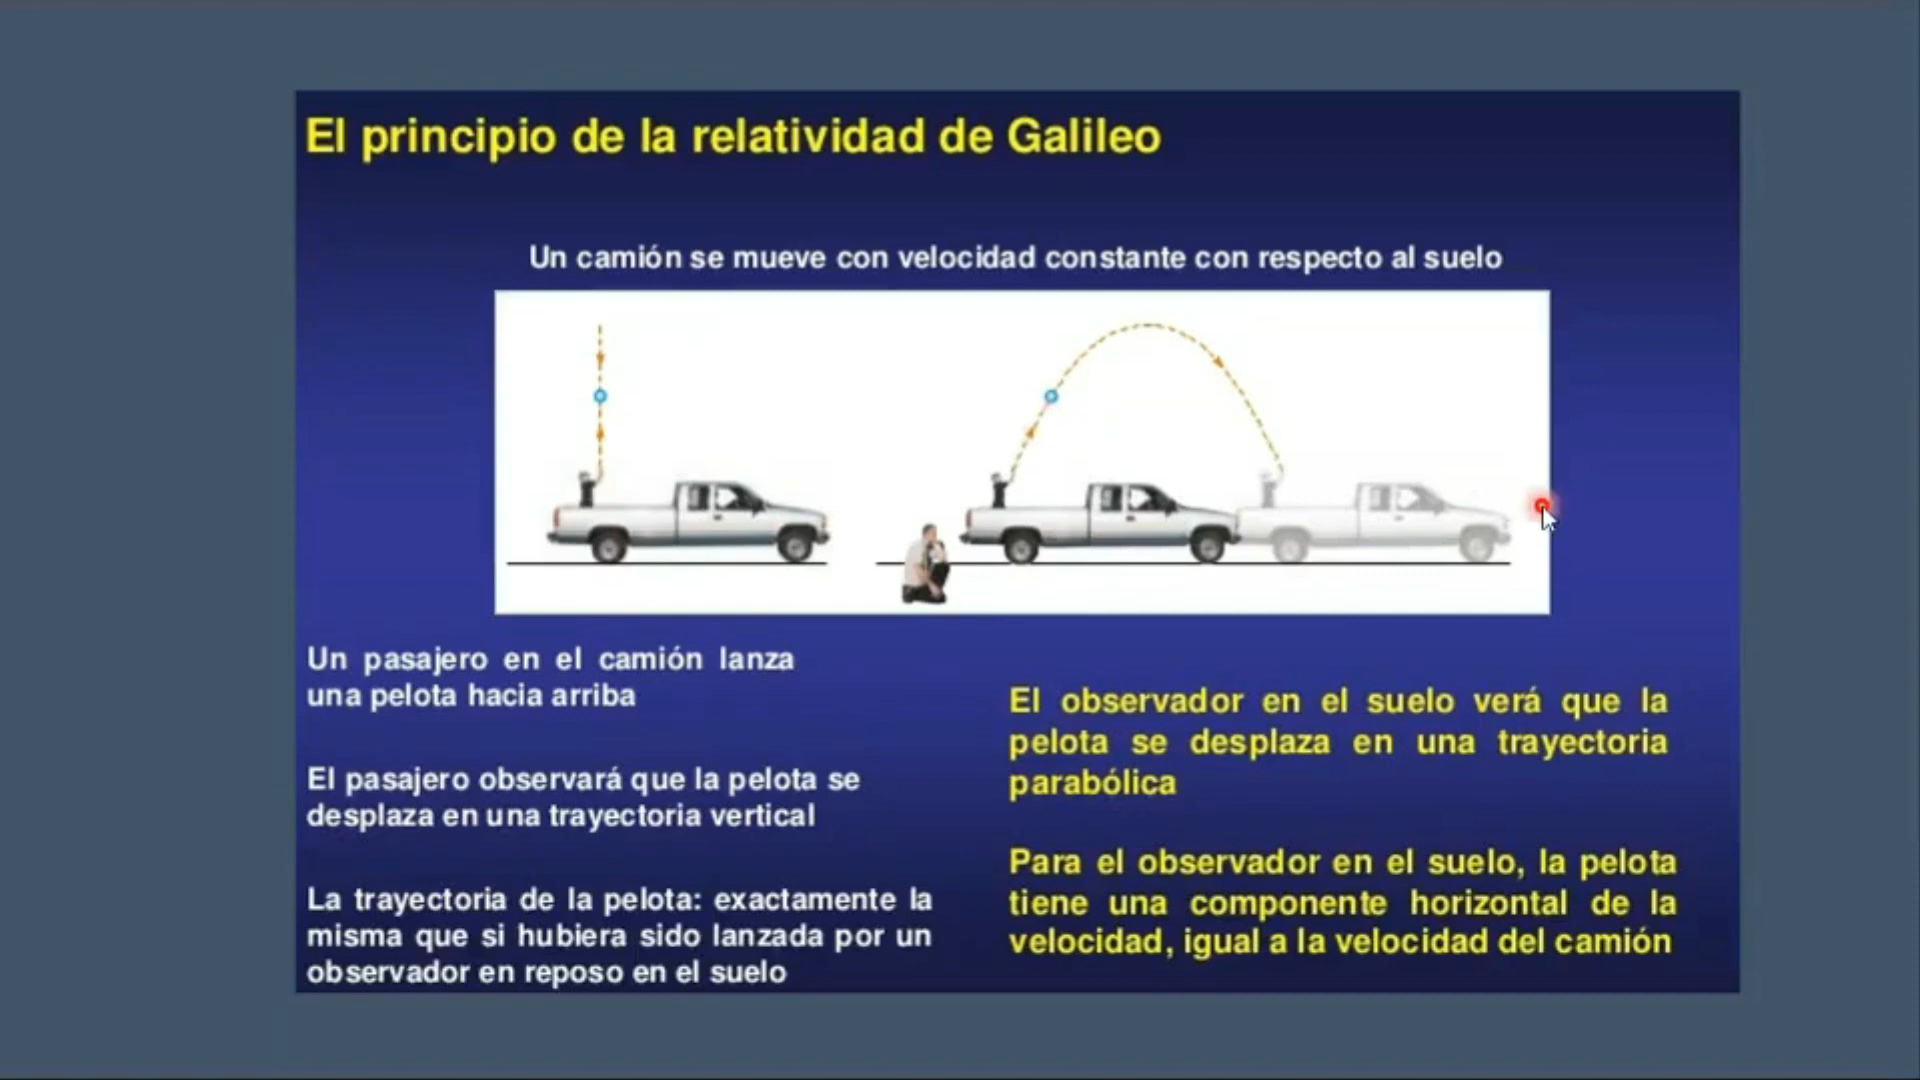 El principio de la relatividad de Galileo
Un camión se mueve con velocidad constante con respecto al suelo
Un pasajero en el camión lanza
una pelota hacia arriba
El pasajero observará que la pelota se
desplaza en una trayectoria vertical
La trayectoria de la pelota: exactamente la
misma que si hubiera sido lanzada por un
observador en reposo en el suelo
El observador en el suelo verá que la
pelota se desplaza en una trayectoria
parabólica
Para el observador en el suelo, la pelota
tiene una componente horizontal de la
velocidad, igual a la velocidad del camión